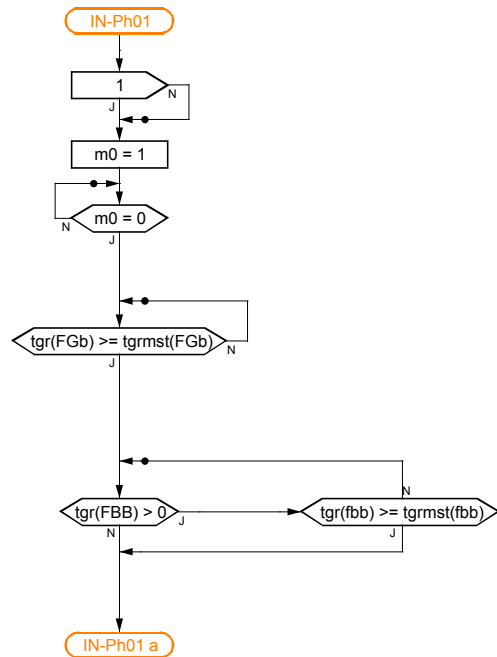 IN-Ph01
1
N
J
m0 = 1
m0 = 0
N
J
tgr(FGb) >= tgrmst(FGb)
N
J
N
tgr(FBB) > 0
J
tgr(fbb) >= tgrmst(fbb)
N
J
IN-Ph01 a